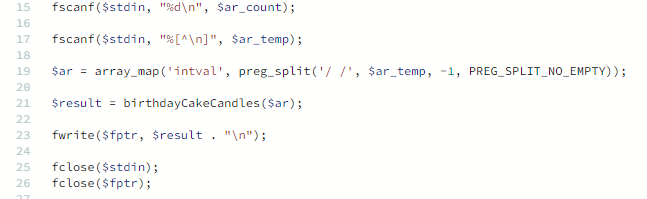 15 fscanf($stdin, "%d\n", $ar_count);
16
17 fscanf($stdin, "%[^\n]", $ar_temp);
18
19 $ar = array_map('intval', preg_split('/ /', $ar_temp, -1, PREG_SPLIT_NO_EMPTY));
20
21 $result = birthdayCakeCandles($ar);
22
23 fwrite($fptr, $result . "\n");
24
25 fclose($stdin);
26 fclose($fptr);
27